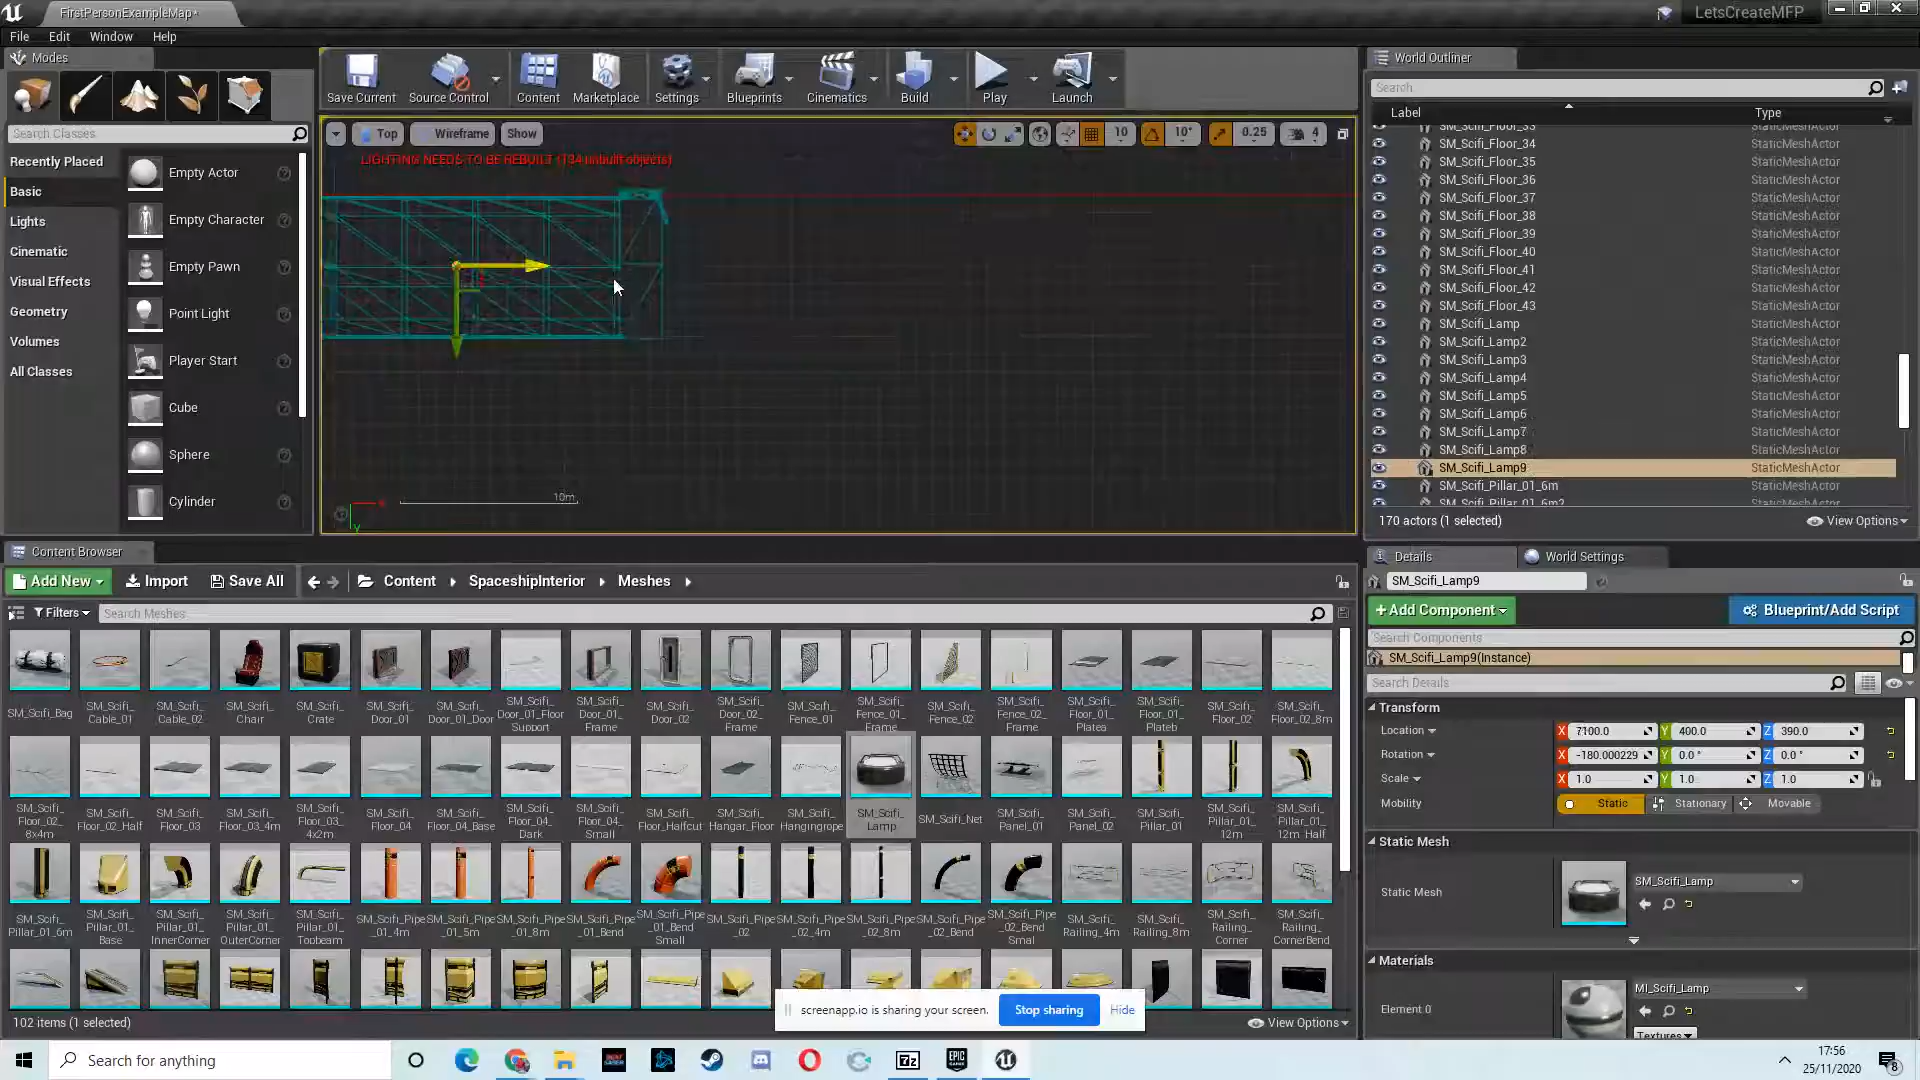 FirstPersonExampleMap*
LetsCreateMFP
File Edit Window Help
Modes
Search Classes
Recently Placed
Basic
Lights
Cinematic
Visual Effects
Geometry
Volumes
All Classes
Empty Actor
Empty Character
Empty Pawn
Point Light
Player Start
Cube
Sphere
Cylinder
Save Current
Source Control
Content
Marketplace
Settings
Blueprints
Cinematics
Build
Play
Launch
Top Wireframe Show
10 10° 0.25 4
LIGHTING NEEDS TO BE REBUILT (134 unbuilt objects)
10m
World Outliner
Search
Label Type
SM_Scifi_Floor_33 StaticMeshActor
SM_Scifi_Floor_34 StaticMeshActor
SM_Scifi_Floor_35 StaticMeshActor
SM_Scifi_Floor_36 StaticMeshActor
SM_Scifi_Floor_37 StaticMeshActor
SM_Scifi_Floor_38 StaticMeshActor
SM_Scifi_Floor_39 StaticMeshActor
SM_Scifi_Floor_40 StaticMeshActor
SM_Scifi_Floor_41 StaticMeshActor
SM_Scifi_Floor_42 StaticMeshActor
SM_Scifi_Floor_43 StaticMeshActor
SM_Scifi_Lamp StaticMeshActor
SM_Scifi_Lamp2 StaticMeshActor
SM_Scifi_Lamp3 StaticMeshActor
SM_Scifi_Lamp4 StaticMeshActor
SM_Scifi_Lamp5 StaticMeshActor
SM_Scifi_Lamp6 StaticMeshActor
SM_Scifi_Lamp7 StaticMeshActor
SM_Scifi_Lamp8 StaticMeshActor
SM_Scifi_Lamp9 StaticMeshActor
SM_Scifi_Pillar_01_6m StaticMeshActor
SM_Scifi_Pillar_01_6m2 StaticMeshActor
170 actors (1 selected) View Options
Content Browser
Add New Import Save All Content SpaceshipInterior Meshes
Filters Search Meshes
SM_Scifi_Bag
SM_Scifi_Cable_01
SM_Scifi_Cable_02
SM_Scifi_Chair
SM_Scifi_Crate
SM_Scifi_Door_01
SM_Scifi_Door_01_Door
SM_Scifi_Door_01_Floor Support
SM_Scifi_Door_01_Frame
SM_Scifi_Door_02
SM_Scifi_Door_02_Frame
SM_Scifi_Fence_01
SM_Scifi_Fence_01_Frame
SM_Scifi_Fence_02
SM_Scifi_Fence_02_Frame
SM_Scifi_Floor_01_Platea
SM_Scifi_Floor_01_Plateb
SM_Scifi_Floor_02
SM_Scifi_Floor_02_8m
SM_Scifi_Floor_02_8x4m
SM_Scifi_Floor_02_Half
SM_Scifi_Floor_03
SM_Scifi_Floor_03_4m
SM_Scifi_Floor_03_4x2m
SM_Scifi_Floor_04
SM_Scifi_Floor_04_Base
SM_Scifi_Floor_04_Dark
SM_Scifi_Floor_04_Small
SM_Scifi_Floor_Halfcut
SM_Scifi_Hangar_Floor
SM_Scifi_Hangingrope
SM_Scifi_Lamp
SM_Scifi_Net
SM_Scifi_Panel_01
SM_Scifi_Panel_02
SM_Scifi_Pillar_01
SM_Scifi_Pillar_01_12m
SM_Scifi_Pillar_01_12m_Half
SM_Scifi_Pillar_01_6m
SM_Scifi_Pillar_01_Base
SM_Scifi_Pillar_01_InnerCorner
SM_Scifi_Pillar_01_OuterCorner
SM_Scifi_Pillar_01_Topbeam
SM_Scifi_Pipe_01_4m
SM_Scifi_Pipe_01_5m
SM_Scifi_Pipe_01_8m
SM_Scifi_Pipe_01_Bend
SM_Scifi_Pipe_01_Bend Small
SM_Scifi_Pipe_02
SM_Scifi_Pipe_02_4m
SM_Scifi_Pipe_02_8m
SM_Scifi_Pipe_02_Bend
SM_Scifi_Pipe_02_Bend Smal
SM_Scifi_Railing_4m
SM_Scifi_Railing_8m
SM_Scifi_Railing_Corner
SM_Scifi_Railing_CornerBend
102 items (1 selected) View Options
screenapp.io is sharing your screen. Stop sharing Hide
Details World Settings
SM_Scifi_Lamp9
Add Component Blueprint/Add Script
Search Components
SM_Scifi_Lamp9(Instance)
Search Details
Transform
Location X 7100.0 Y 400.0 Z 390.0
Rotation X -180.000229 Y 0.0° Z 0.0°
Scale X 1.0 Y 1.0 Z 1.0
Mobility Static Stationary Movable
Static Mesh
Static Mesh SM_Scifi_Lamp
Materials
Element 0 MI_Scifi_Lamp
Textures
Search for anything
17:56
25/11/2020
8